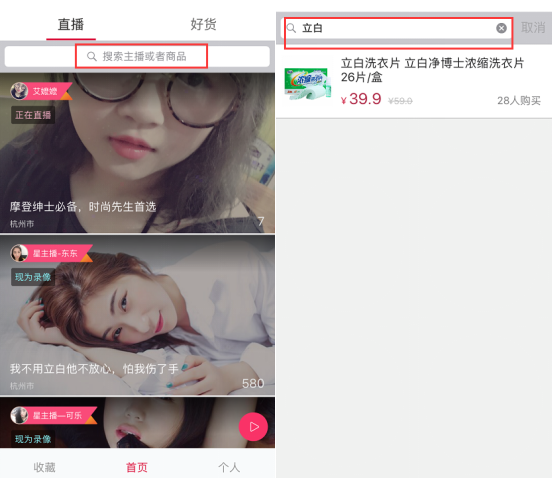 直播
好货
搜索主播或者商品
艾嬷嬷
正在直播
摩登绅士必备，时尚先生首选
杭州市
7
星主播-东东
现为录像
我不用立白他不放心，怕我伤了手
杭州市
580
星主播—可乐
现为录像
收藏
首页
个人
立白
取消
立白洗衣片 立白净博士浓缩洗衣片
26片/盒
¥39.9 ¥59.0
28人购买